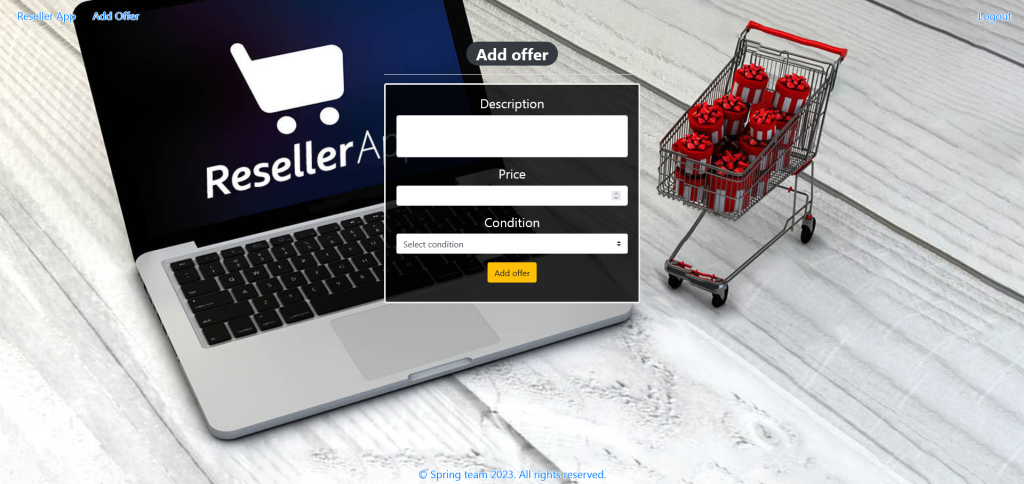 Reseller App Add Offer Logout
Add offer
ResellerApp
Description
Price
Condition
Select condition
Add offer
© Spring team 2023. All rights reserved.